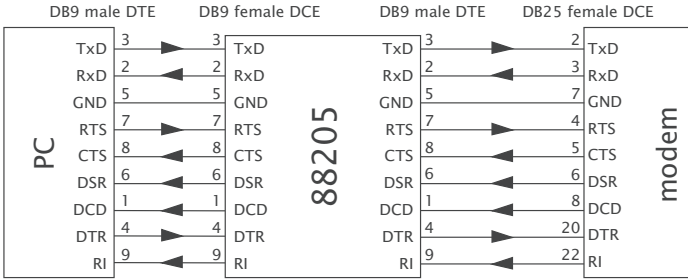 DB9 male DTE DB9 female DCE DB9 male DTE DB25 female DCE
TxD 3 3 TxD TxD 3 2 TxD
RxD 2 2 RxD RxD 2 3 RxD
GND 5 5 GND GND 5 7 GND
RTS 7 7 RTS RTS 7 4 RTS
CTS 8 8 CTS CTS 8 5 CTS
DSR 6 6 DSR DSR 6 6 DSR
DCD 1 1 DCD DCD 1 8 DCD
DTR 4 4 DTR DTR 4 20 DTR
RI 9 9 RI RI 9 22 RI
PC
88205
modem